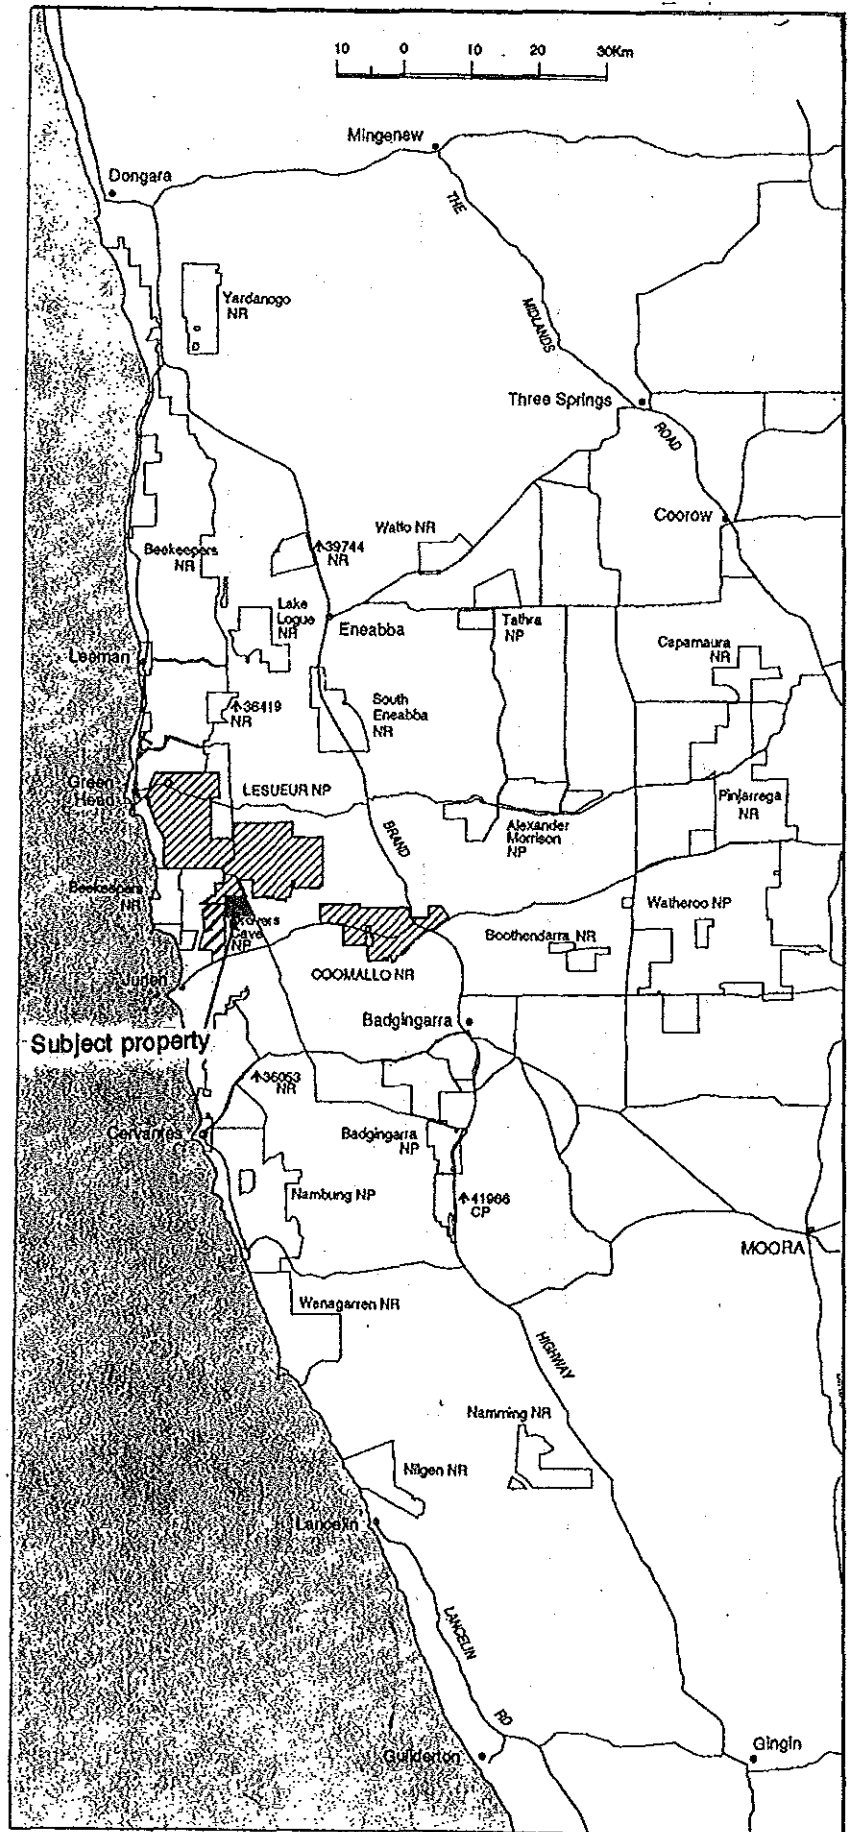 10 0 10 20 30Km
Mingenew
Dongara
THE
Yardanogo
NR
MIDLANDS
Three Springs
ROAD
Coorow
Watto NR
39744
NR
Beekeepers
NR
Lake
Logue
NR
Eneabba
Tathra
NP
Capamaura
NR
Leeman
36419
NR
South
Eneabba
NR
Green
Head
LESUEUR NP
Pinjarrega
NR
BRAND
Alexander
Morrison
NP
Beekeepers
NR
Watheroo NP
Drovers
Cave
NP
Boothendarra NR
COOMALLO NR
Jurien
Badgingarra
Subject property
36053
NR
Cervantes
Badgingarra
NP
Nambung NP
41966
CP
MOORA
Wanagarren NR
HIGHWAY
Namming NR
Nilgen NR
Lancelin
LANCELIN
RD
Guilderton
Gingin